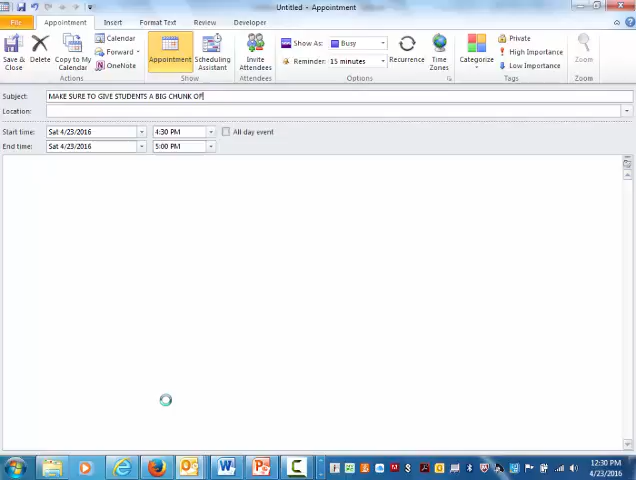 Untitled - Appointment
File Appointment Insert Format Text Review Developer
Save & Close Delete Copy to My Calendar Calendar Forward OneNote Appointment Scheduling Assistant Invite Attendees Show As: Busy Reminder: 15 minutes Recurrence Time Zones Categorize Private High Importance Low Importance Zoom
Actions Show Attendees Options Tags Zoom
Subject: MAKE SURE TO GIVE STUDENTS A BIG CHUNK OF
Location:
Start time: Sat 4/23/2016 4:30 PM All day event
End time: Sat 4/23/2016 5:00 PM
12:30 PM
4/23/2016